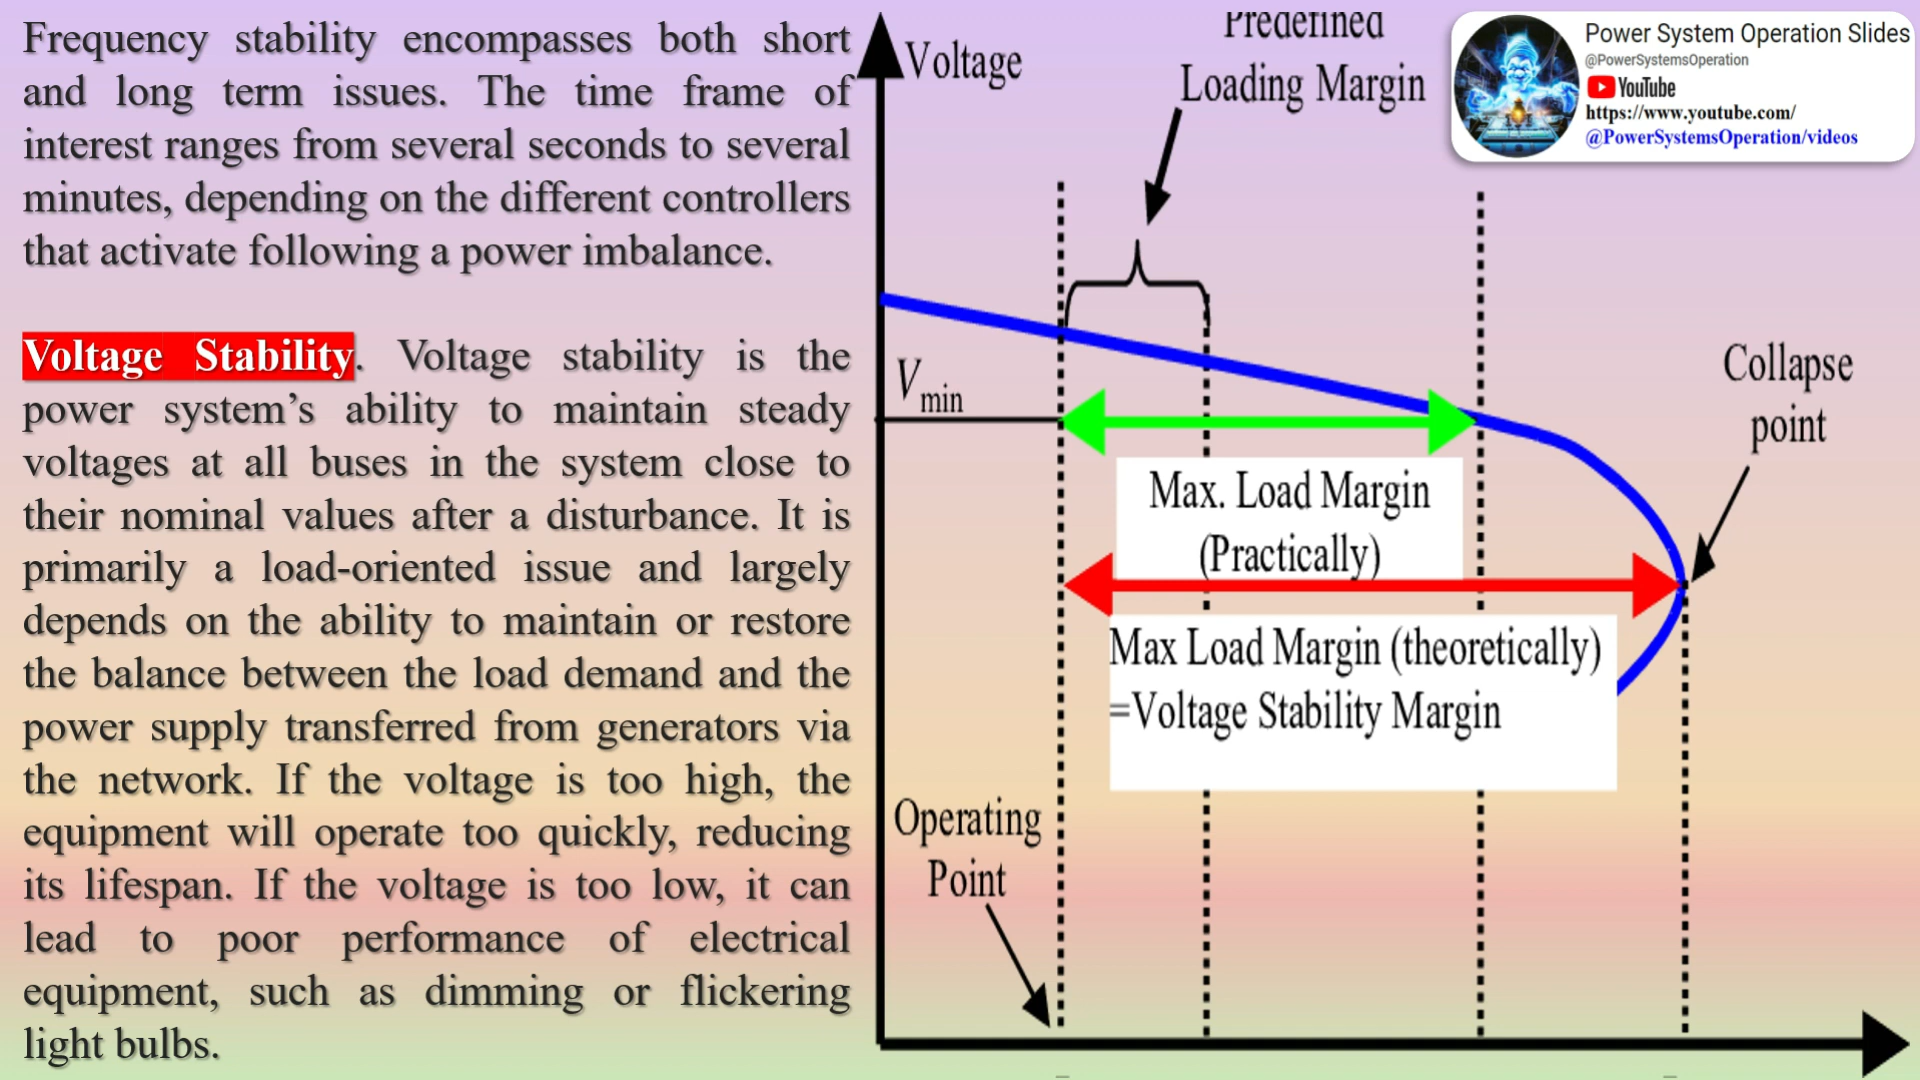 Frequency stability encompasses both short
and long term issues. The time frame of
interest ranges from several seconds to several
minutes, depending on the different controllers
that activate following a power imbalance.
Voltage Stability. Voltage stability is the
power system’s ability to maintain steady
voltages at all buses in the system close to
their nominal values after a disturbance. It is
primarily a load-oriented issue and largely
depends on the ability to maintain or restore
the balance between the load demand and the
power supply transferred from generators via
the network. If the voltage is too high, the
equipment will operate too quickly, reducing
its lifespan. If the voltage is too low, it can
lead to poor performance of electrical
equipment, such as dimming or flickering
light bulbs.
Voltage
Predefined
Loading Margin
Power System Operation Slides
@PowerSystemsOperation
YouTube
https://www.youtube.com/
@PowerSystemsOperation/videos
Vmin
Collapse
point
Max. Load Margin
(Practically)
Max Load Margin (theoretically)
=Voltage Stability Margin
Operating
Point